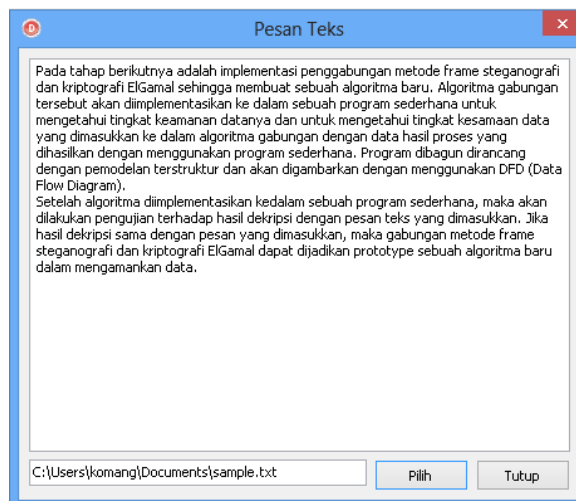 Pesan Teks
Pada tahap berikutnya adalah implementasi penggabungan metode frame steganografi
dan kriptografi ElGamal sehingga membuat sebuah algoritma baru. Algoritma gabungan
tersebut akan diimplementasikan ke dalam sebuah program sederhana untuk
mengetahui tingkat keamanan datanya dan untuk mengetahui tingkat kesamaan data
yang dimasukkan ke dalam algoritma gabungan dengan data hasil proses yang
dihasilkan dengan menggunakan program sederhana. Program dibagun dirancang
dengan pemodelan terstruktur dan akan digambarkan dengan menggunakan DFD (Data
Flow Diagram).
Setelah algoritma diimplementasikan kedalam sebuah program sederhana, maka akan
dilakukan pengujian terhadap hasil dekripsi dengan pesan teks yang dimasukkan. Jika
hasil dekripsi sama dengan pesan yang dimasukkan, maka gabungan metode frame
steganografi dan kriptografi ElGamal dapat dijadikan prototype sebuah algoritma baru
dalam mengamankan data.
C:\Users\komang\Documents\sample.txt
Pilih
Tutup